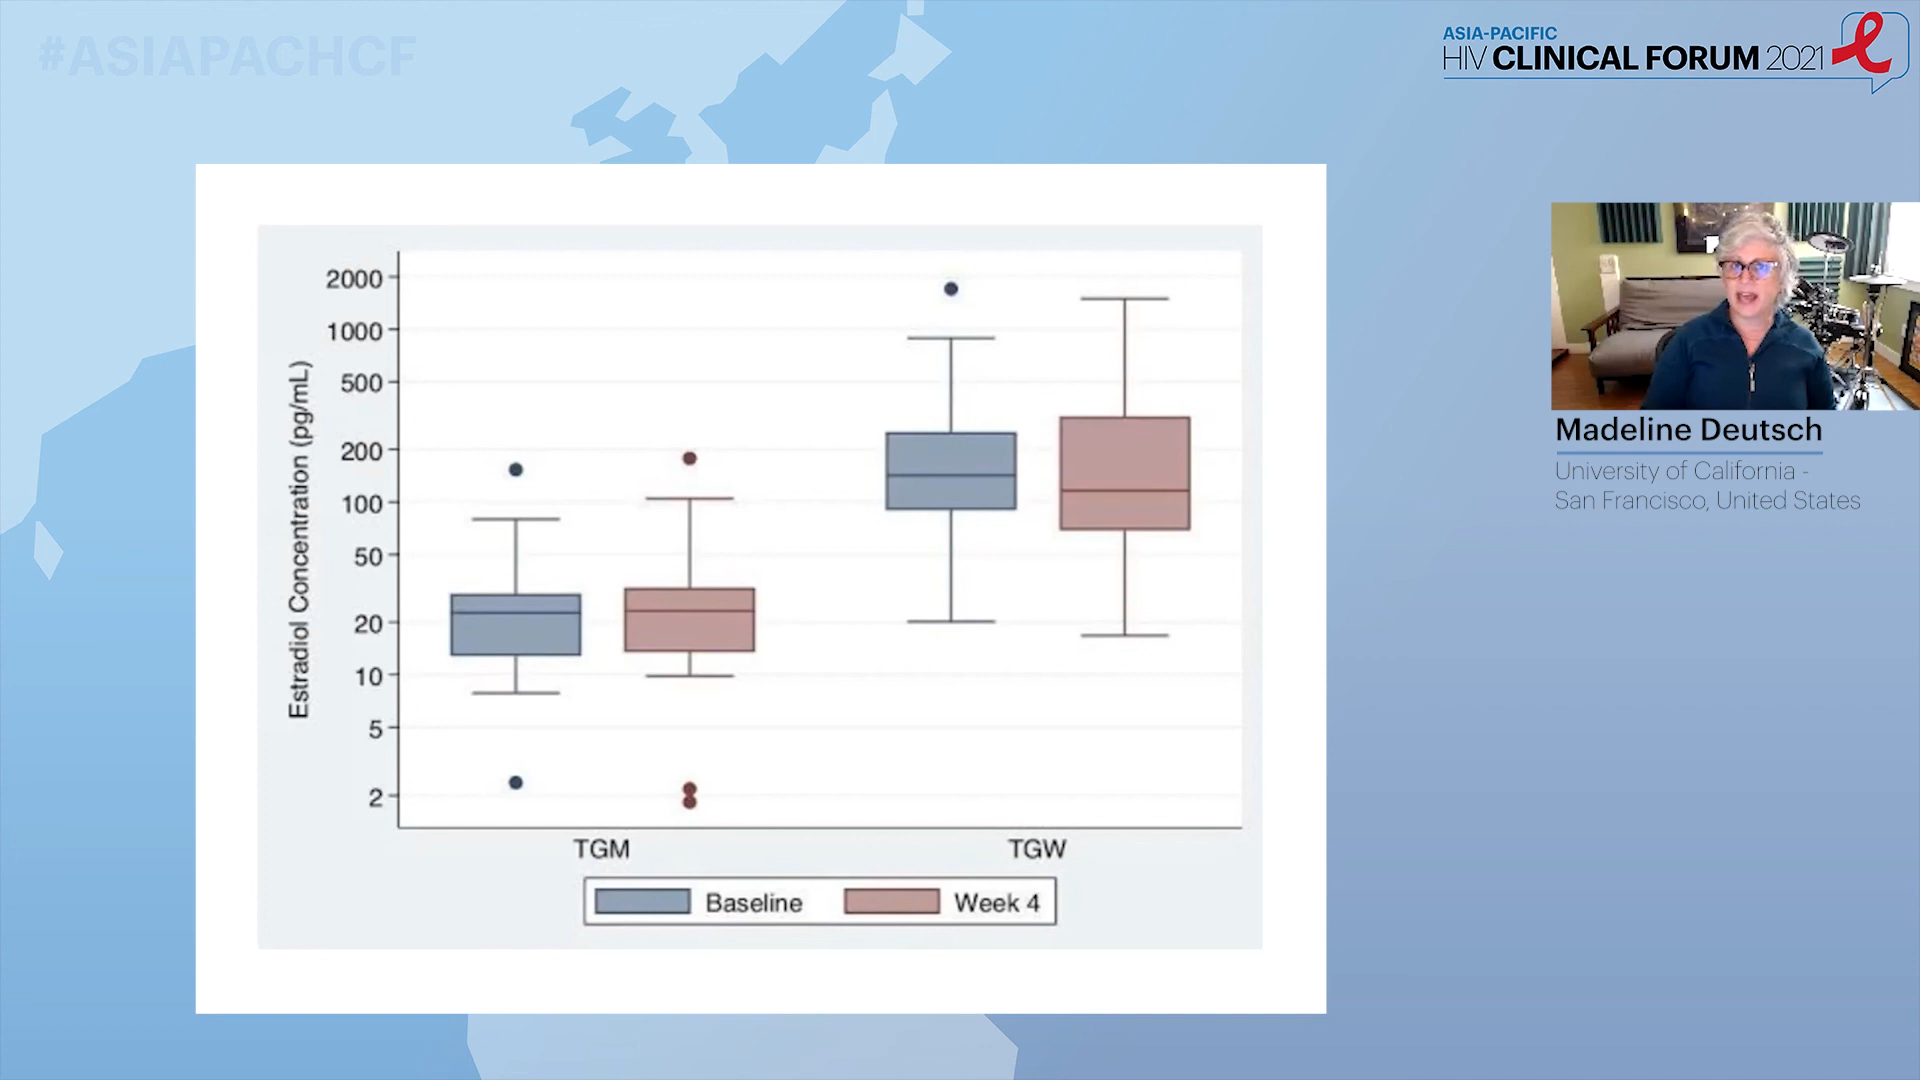 #ASIAPACHCF
ASIA-PACIFIC
HIV CLINICAL FORUM 2021
Estradiol Concentration (pg/mL)
2000
1000
500
200
100
50
20
10
5
2
TGM
TGW
Baseline
Week 4
Madeline Deutsch
University of California -
San Francisco, United States